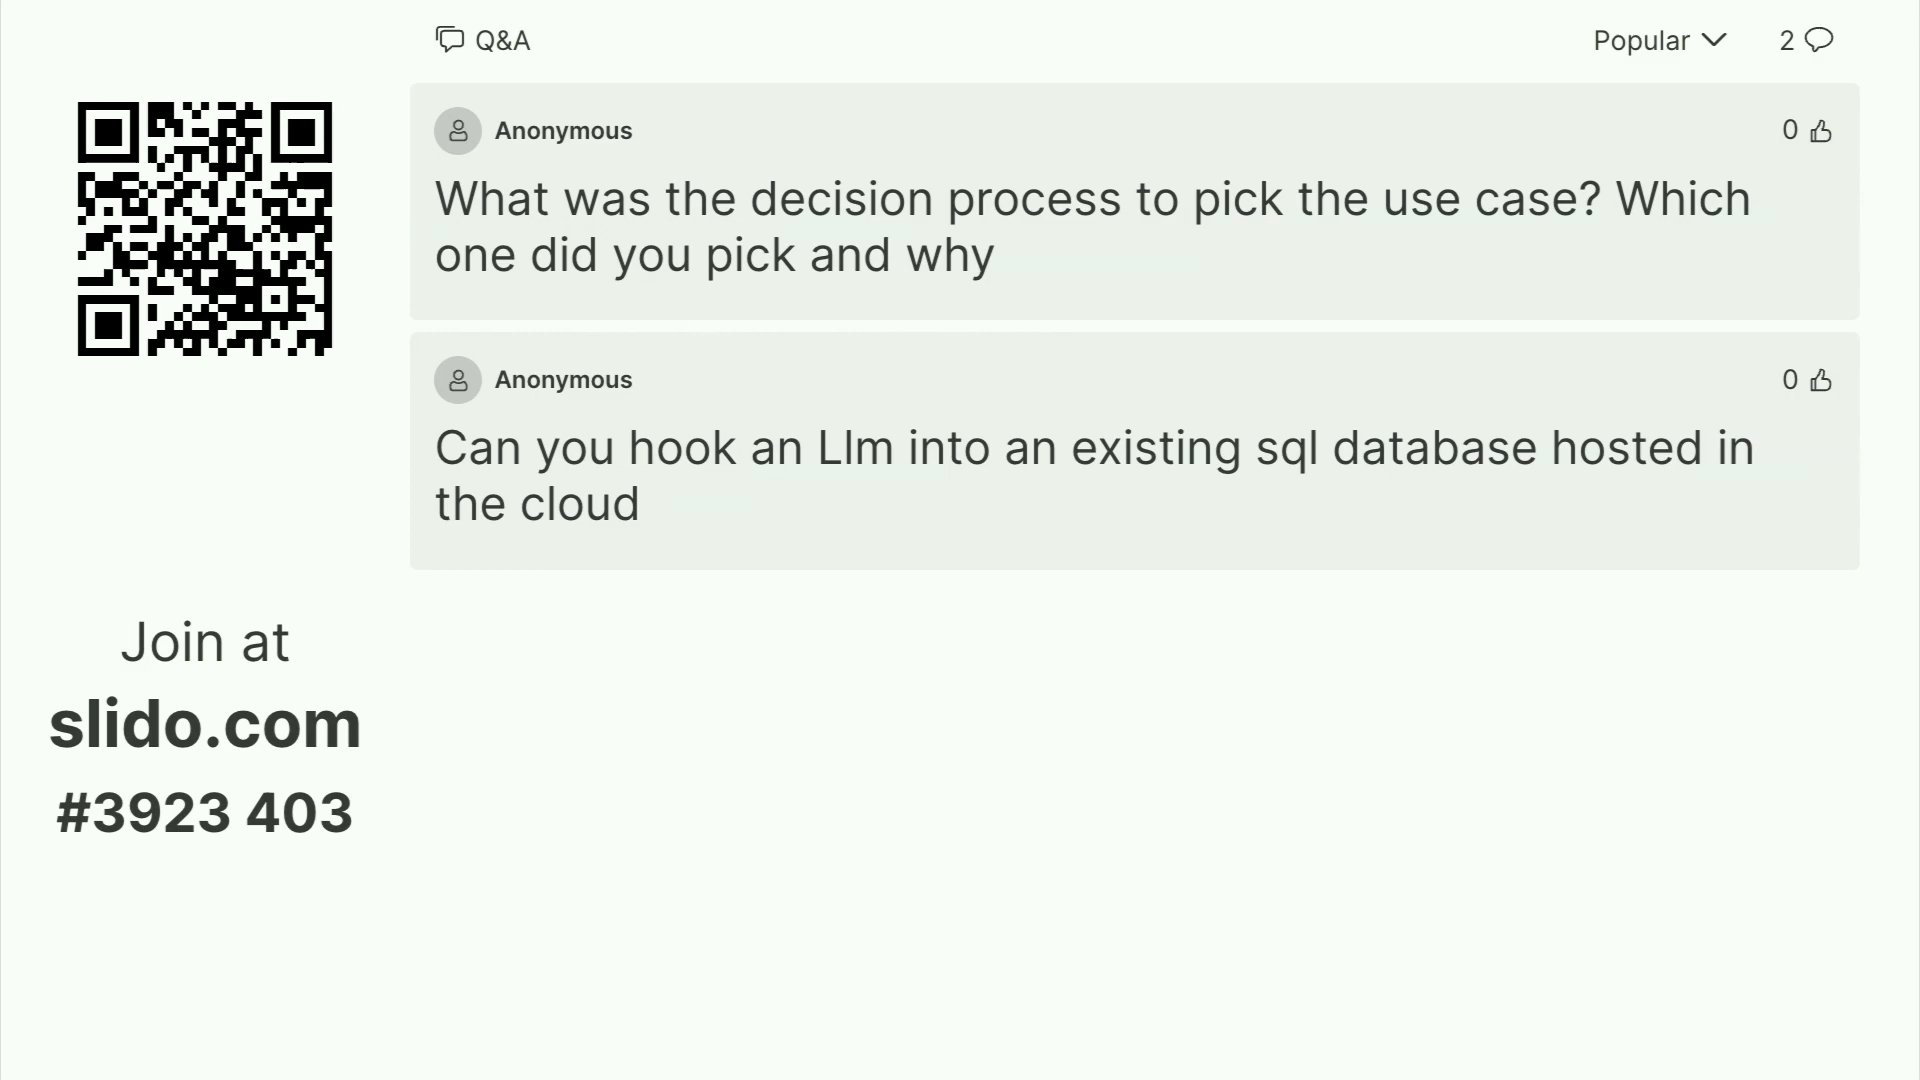 Q&A
Popular
2
Anonymous
0
What was the decision process to pick the use case? Which
one did you pick and why
Anonymous
0
Can you hook an Llm into an existing sql database hosted in
the cloud
Join at
slido.com
#3923 403